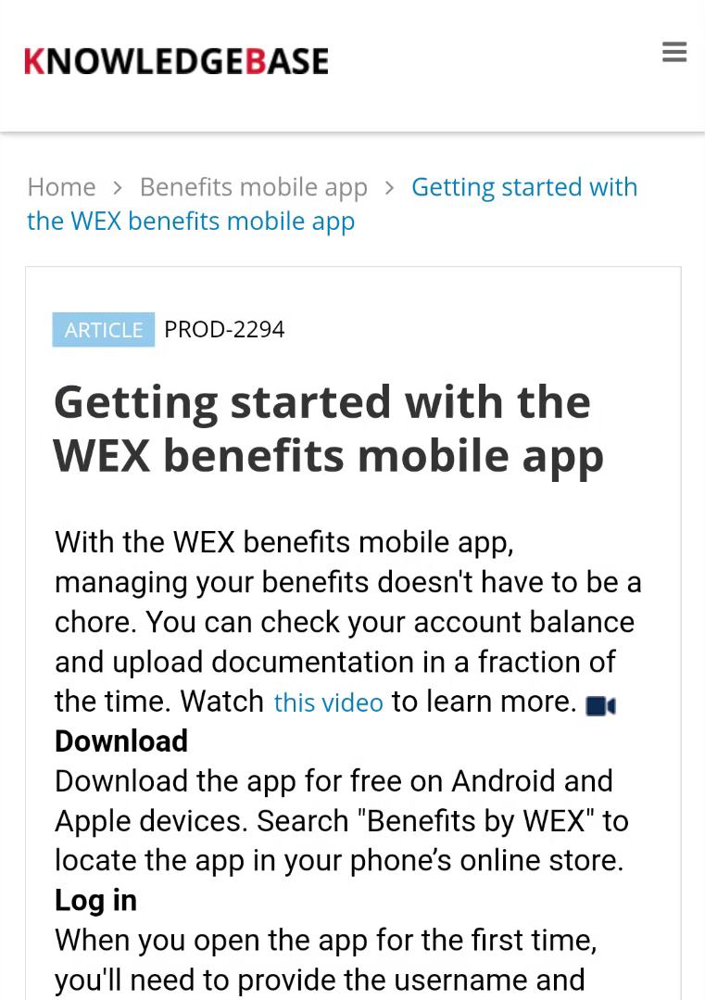 KNOWLEDGEBASE
Home > Benefits mobile app > Getting started with
the WEX benefits mobile app
ARTICLE PROD-2294
Getting started with the
WEX benefits mobile app
With the WEX benefits mobile app,
managing your benefits doesn't have to be a
chore. You can check your account balance
and upload documentation in a fraction of
the time. Watch this video to learn more.
Download
Download the app for free on Android and
Apple devices. Search "Benefits by WEX" to
locate the app in your phone’s online store.
Log in
When you open the app for the first time,
you'll need to provide the username and